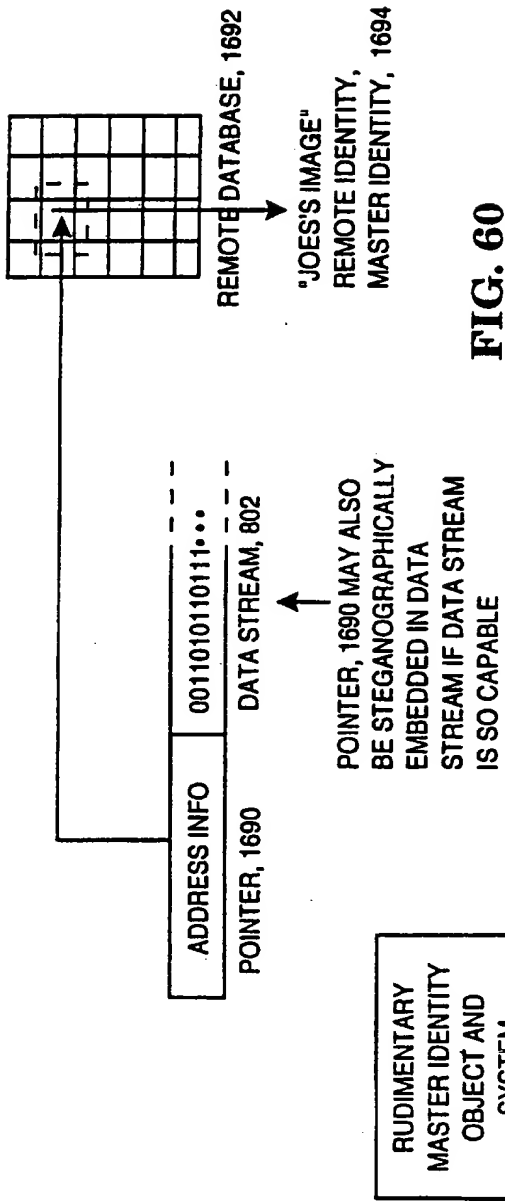 REMOTE DATABASE, 1692
"JOES'S IMAGE"
REMOTE IDENTITY,
MASTER IDENTITY, 1694
ADDRESS INFO
0011010110111...
POINTER, 1690
DATA STREAM, 802
POINTER, 1690 MAY ALSO
BE STEGANOGRAPHICALLY
EMBEDDED IN DATA
STREAM IF DATA STREAM
IS SO CAPABLE
RUDIMENTARY
MASTER IDENTITY
OBJECT AND
SYSTEM
FIG. 60